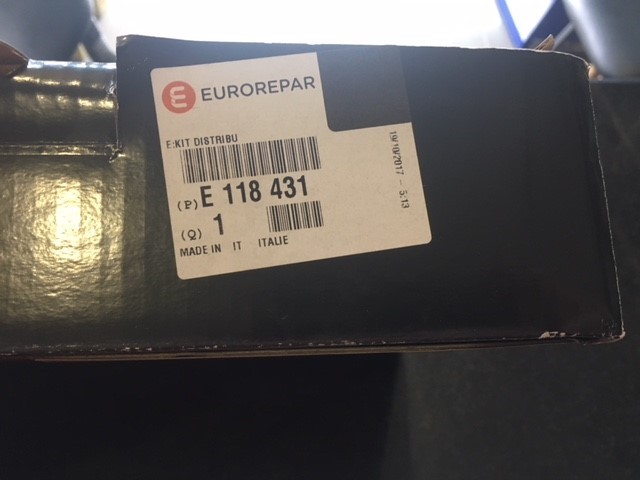 EUROREPAR
E:KIT DISTRIBU
(P) E 118 431
(Q) 1
MADE IN IT ITALIE
19/10/2017 - 5:13